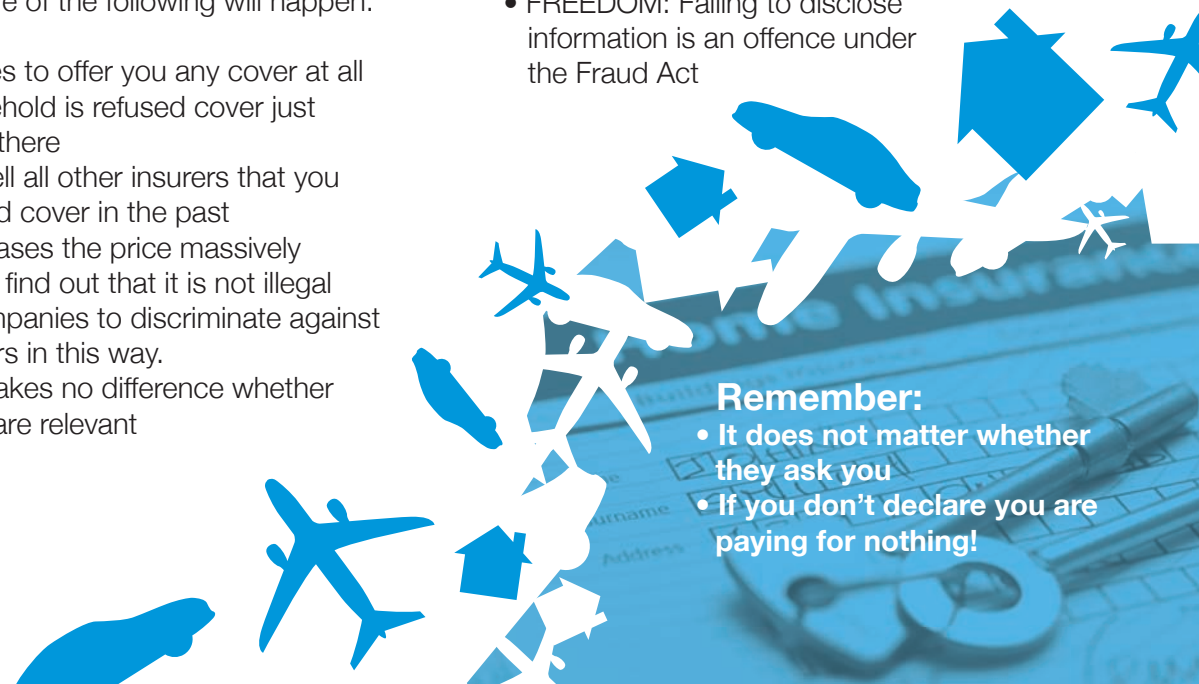 e of the following will happen:
es to offer you any cover at all
ehold is refused cover just
there
ell all other insurers that you
d cover in the past
ases the price massively
find out that it is not illegal
mpanies to discriminate against
rs in this way.
akes no difference whether
are relevant
• FREEDOM: Failing to disclose
information is an offence under
the Fraud Act
Home Insurance
urname
Address
Remember:
• It does not matter whether
they ask you
• If you don't declare you are
paying for nothing!